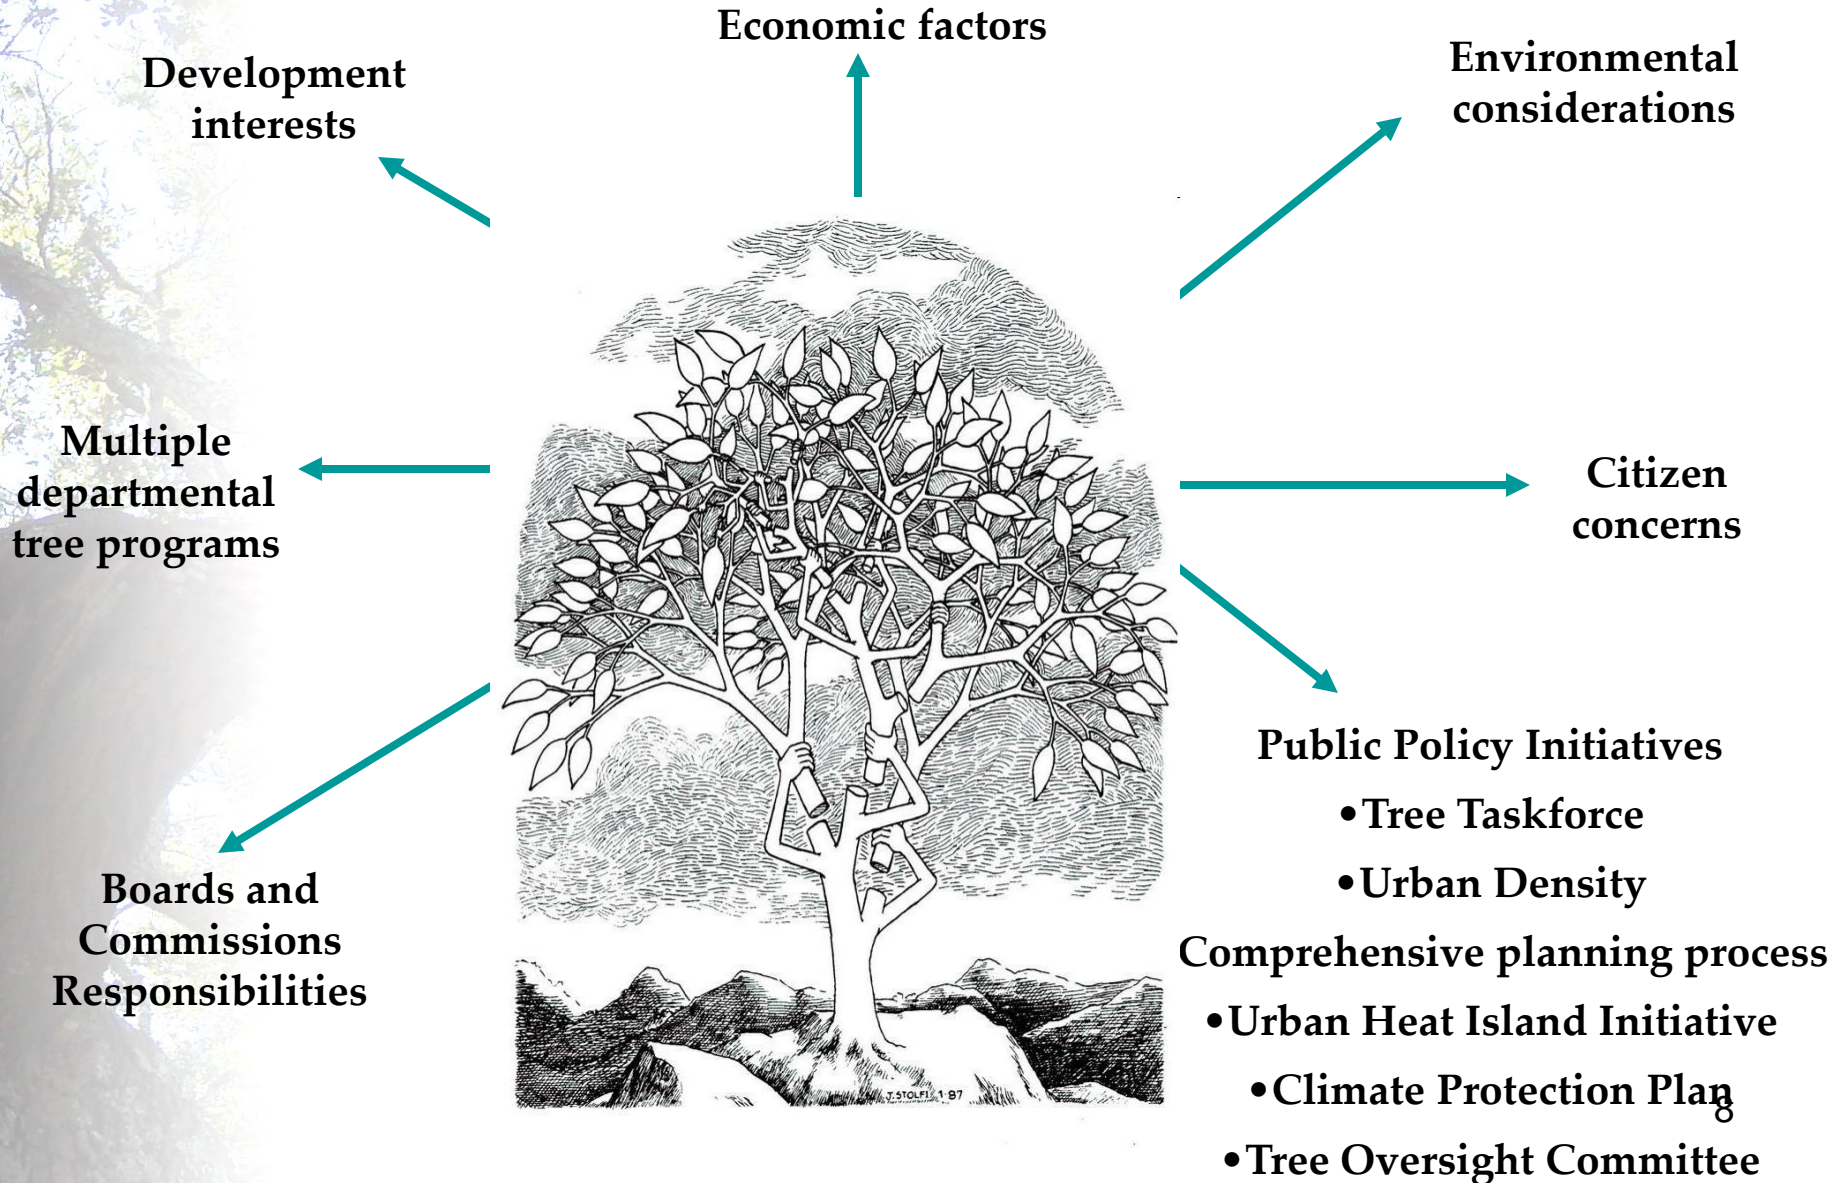 Economic factors
Development
interests
Environmental
considerations
Multiple
departmental
tree programs
Citizen
concerns
Boards and
Commissions
Responsibilities
Public Policy Initiatives
•Tree Taskforce
•Urban Density
Comprehensive planning process
•Urban Heat Island Initiative
•Climate Protection Plan
•Tree Oversight Committee
J. STOLFI 1·87
8